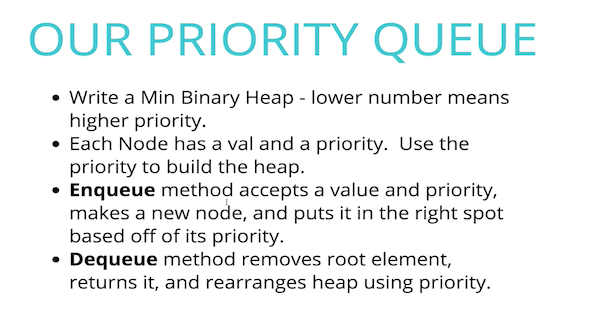 OUR PRIORITY QUEUE
• Write a Min Binary Heap - lower number means
higher priority.
• Each Node has a val and a priority.  Use the
priority to build the heap.
• Enqueue method accepts a value and priority,
makes a new node, and puts it in the right spot
based off of its priority.
• Dequeue method removes root element,
returns it, and rearranges heap using priority.